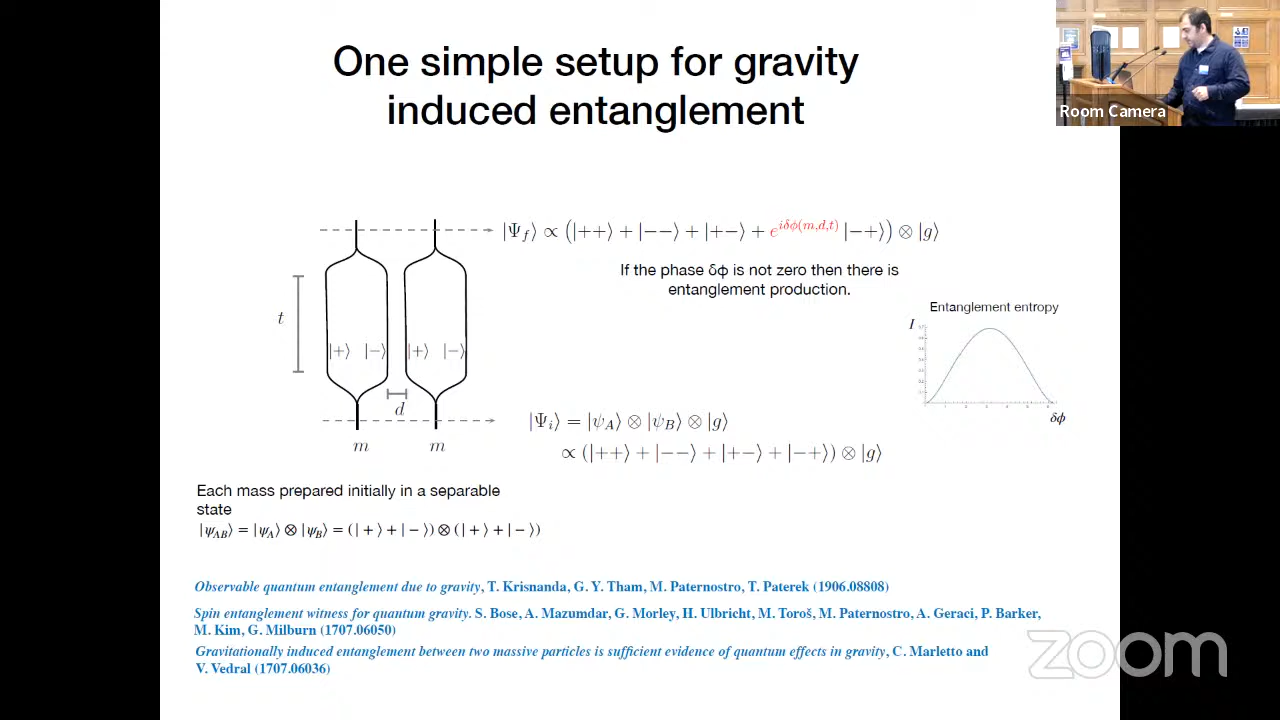 One simple setup for gravity
induced entanglement
Room Camera
|Ψ_f⟩ ∝ (|++⟩ + |−−⟩ + |+−⟩ + e^{iδϕ(m,d,t)} |−+⟩) ⊗ |g⟩
If the phase δϕ is not zero then there is
entanglement production.
Entanglement entropy
I
δϕ
t
|+⟩ |−⟩ |+⟩ |−⟩
d
m m
|Ψ_i⟩ = |ψ_A⟩ ⊗ |ψ_B⟩ ⊗ |g⟩
∝ (|++⟩ + |−−⟩ + |+−⟩ + |−+⟩) ⊗ |g⟩
Each mass prepared initially in a separable
state
|ψ_AB⟩ = |ψ_A⟩ ⊗ |ψ_B⟩ = (|+⟩ + |−⟩) ⊗ (|+⟩ + |−⟩)
Observable quantum entanglement due to gravity, T. Krisnanda, G. Y. Tham, M. Paternostro, T. Paterek (1906.08808)
Spin entanglement witness for quantum gravity. S. Bose, A. Mazumdar, G. Morley, H. Ulbricht, M. Toroš, M. Paternostro, A. Geraci, P. Barker,
M. Kim, G. Milburn (1707.06050)
Gravitationally induced entanglement between two massive particles is sufficient evidence of quantum effects in gravity, C. Marletto and
V. Vedral (1707.06036)
zoom